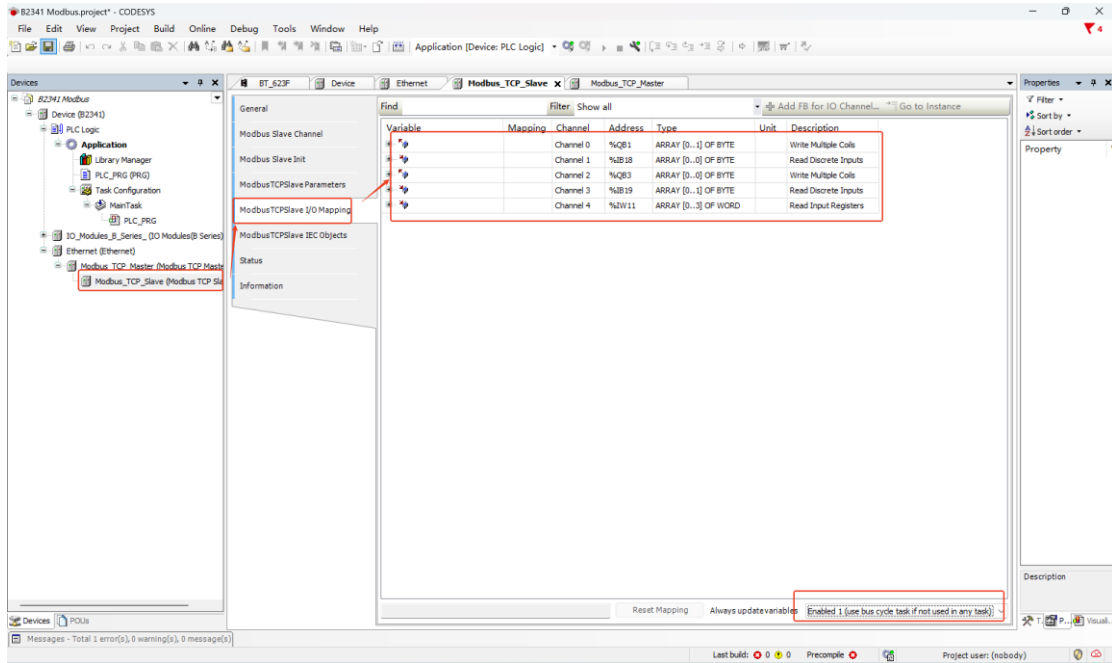 B2341 Modbus.project* - CODESYS
File Edit View Project Build Online Debug Tools Window Help
4
Application [Device: PLC Logic]
Devices
B2341 Modbus
Device (B2341)
PLC Logic
Application
Library Manager
PLC_PRG (PRG)
Task Configuration
MainTask
PLC_PRG
IO_Modules_B_Series_ (IO Modules(B Series)
Ethernet (Ethernet)
Modbus_TCP_Master (Modbus TCP Maste
Modbus_TCP_Slave (Modbus TCP Sla
Devices POUs
BT_623F Device Ethernet Modbus_TCP_Slave Modbus_TCP_Master
General
Modbus Slave Channel
Modbus Slave Init
ModbusTCPSlave Parameters
ModbusTCPSlave I/O Mapping
ModbusTCPSlave IEC Objects
Status
Information
Find Filter Show all Add FB for IO Channel... Go to Instance
Variable Mapping Channel Address Type Unit Description
Channel 0 %QB1 ARRAY [0..1] OF BYTE Write Multiple Coils
Channel 1 %IB18 ARRAY [0..0] OF BYTE Read Discrete Inputs
Channel 2 %QB3 ARRAY [0..0] OF BYTE Write Multiple Coils
Channel 3 %IB19 ARRAY [0..1] OF BYTE Read Discrete Inputs
Channel 4 %IW11 ARRAY [0..3] OF WORD Read Input Registers
Reset Mapping Always update variables Enabled 1 (use bus cycle task if not used in any task)
Properties
Filter
Sort by
Sort order
Property
Description
T. P... Visuali...
Messages - Total 1 error(s), 0 warning(s), 0 message(s)
Last build: 0 0 Precompile Project user: (nobody) 0